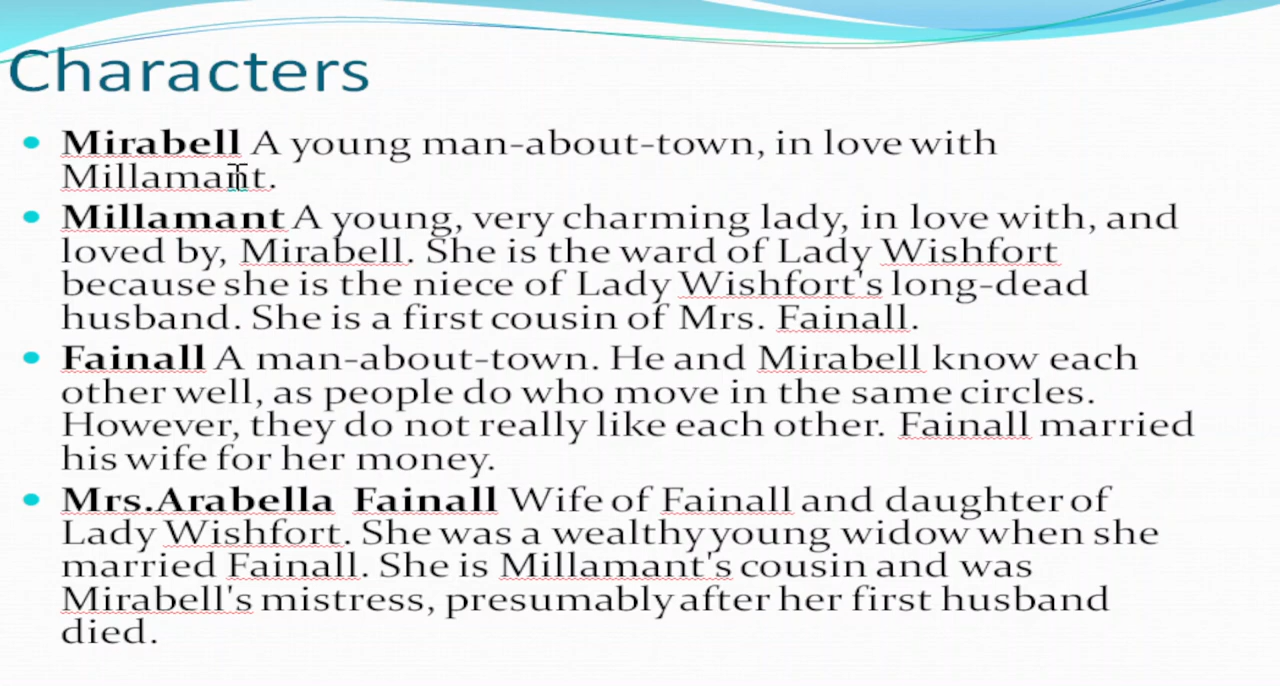 Characters
Mirabell A young man-about-town, in love with
Millamant.
Millamant A young, very charming lady, in love with, and
loved by, Mirabell. She is the ward of Lady Wishfort
because she is the niece of Lady Wishfort's long-dead
husband. She is a first cousin of Mrs. Fainall.
Fainall A man-about-town. He and Mirabell know each
other well, as people do who move in the same circles.
However, they do not really like each other. Fainall married
his wife for her money.
Mrs.Arabella Fainall Wife of Fainall and daughter of
Lady Wishfort. She was a wealthy young widow when she
married Fainall. She is Millamant's cousin and was
Mirabell's mistress, presumably after her first husband
died.